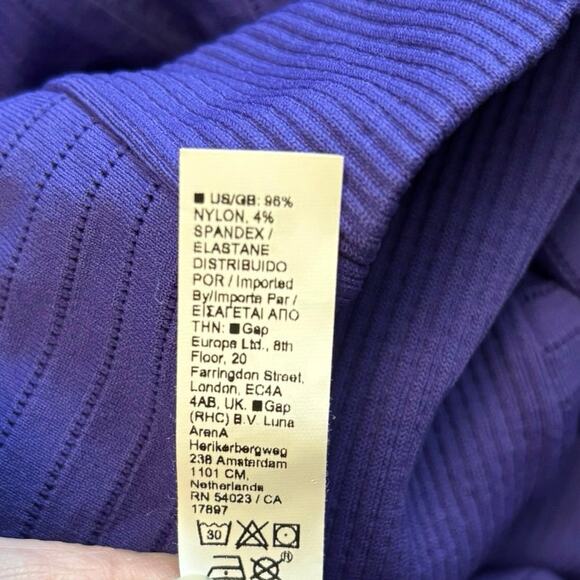 ■ US/GB: 96%
NYLON, 4%
SPANDEX /
ELASTANE
DISTRIBUIDO
POR / Imported
By/Importe Par /
ΕΙΣΑΓΕΤΑΙ ΑΠΟ
ΤΗΝ: ■ Gap
Europe Ltd., 8th
Floor, 20
Farringdon Street,
London, EC4A
4AB, UK. ■ Gap
(RHC) B.V. Luna
ArenA
Herikerbergweg
238 Amsterdam
1101 CM,
Netherlands
RN 54023 / CA
17897
30
®